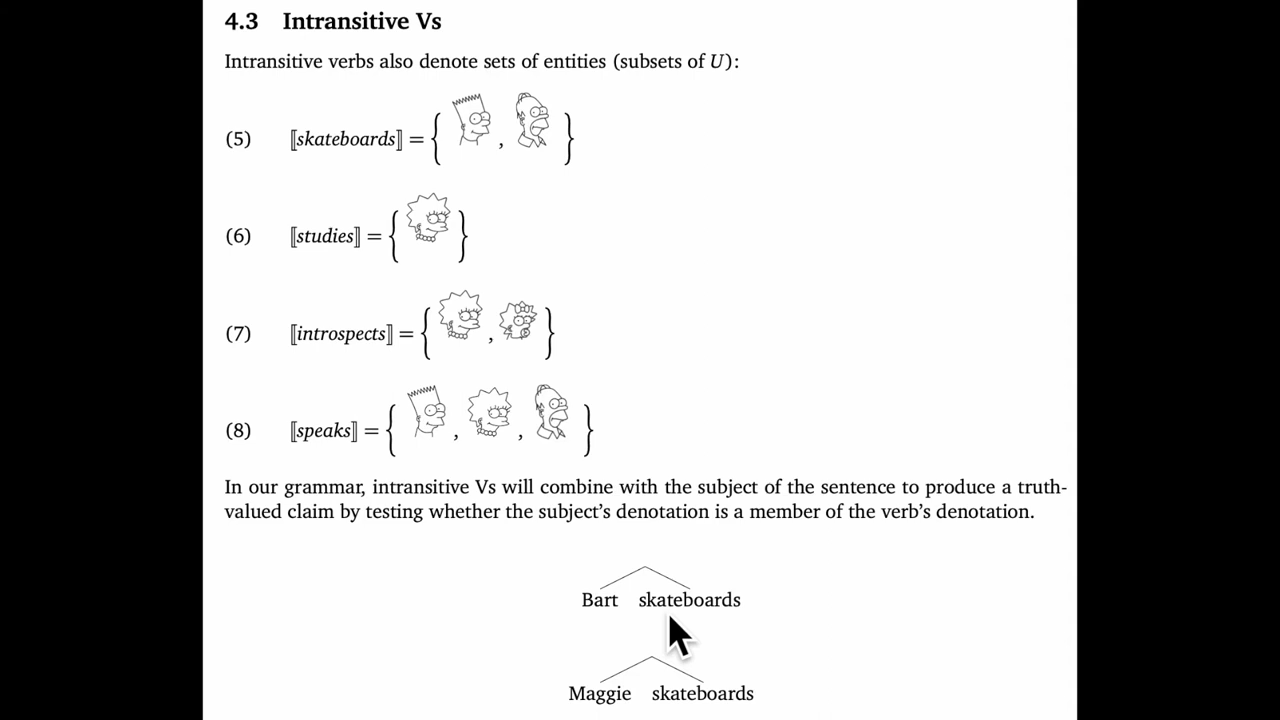 4.3 Intransitive Vs
Intransitive verbs also denote sets of entities (subsets of U):
(5) ⟦skateboards⟧ = { , }
(6) ⟦studies⟧ = { }
(7) ⟦introspects⟧ = { , }
(8) ⟦speaks⟧ = { , , }
In our grammar, intransitive Vs will combine with the subject of the sentence to produce a truth-
valued claim by testing whether the subject’s denotation is a member of the verb’s denotation.
Bart skateboards
Maggie skateboards